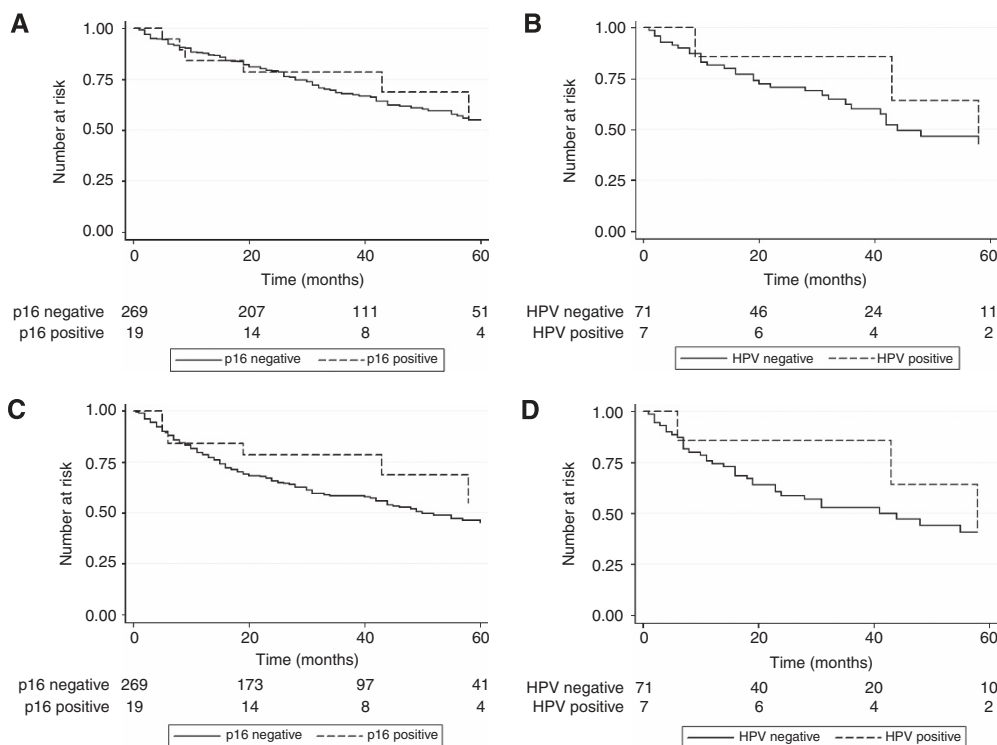 A
Number at risk
1.00
0.75
0.50
0.25
0.00
0 20 40 60
Time (months)
p16 negative 269 207 111 51
p16 positive 19 14 8 4
p16 negative p16 positive
B
Number at risk
1.00
0.75
0.50
0.25
0.00
0 20 40 60
Time (months)
HPV negative 71 46 24 11
HPV positive 7 6 4 2
HPV negative HPV positive
C
Number at risk
1.00
0.75
0.50
0.25
0.00
0 20 40 60
Time (months)
p16 negative 269 173 97 41
p16 positive 19 14 8 4
p16 negative p16 positive
D
Number at risk
1.00
0.75
0.50
0.25
0.00
0 20 40 60
Time (months)
HPV negative 71 40 20 10
HPV positive 7 6 4 2
HPV negative HPV positive